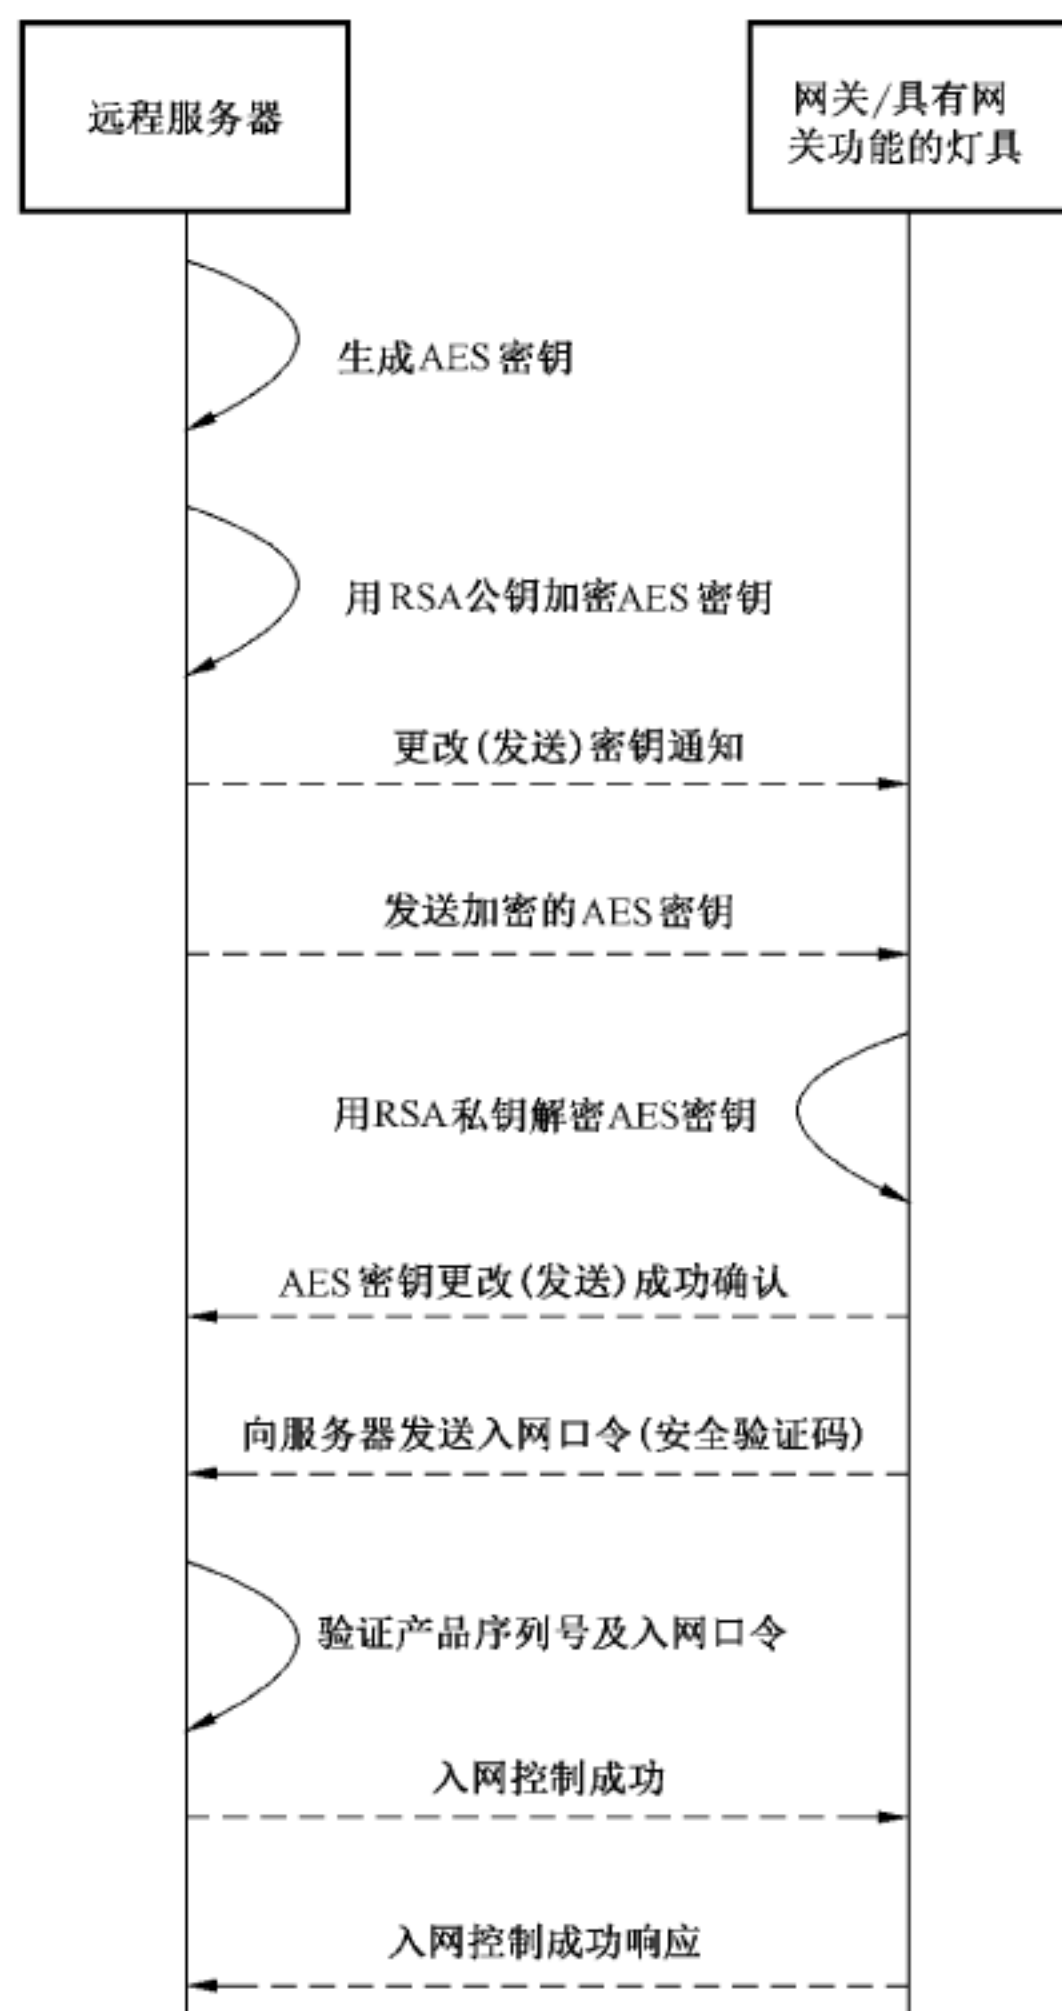 远程服务器
网关/具有网
关功能的灯具
生成AES密钥
用RSA公钥加密AES密钥
更改(发送)密钥通知
发送加密的AES密钥
用RSA私钥解密AES密钥
AES密钥更改(发送)成功确认
向服务器发送入网口令(安全验证码)
验证产品序列号及入网口令
入网控制成功
入网控制成功响应